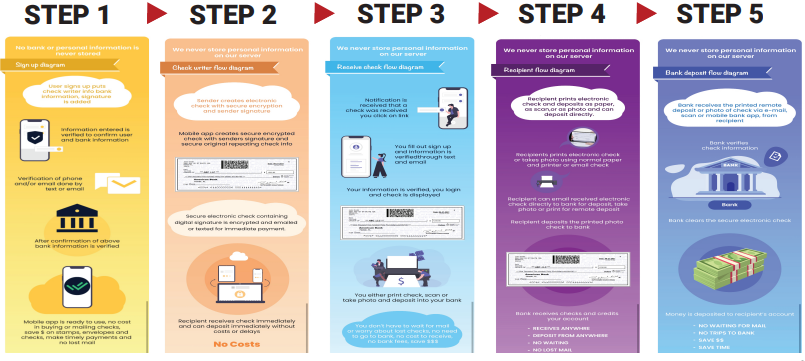 STEP 1
STEP 2
STEP 3
STEP 4
STEP 5
No bank or personal information is
never stored
Sign up diagram
User signs up puts
check writer into bank
information, signature
is added
Information entered is
verified to confirm user
and bank information
Verification of phone
and/or email done by
text or email
After confirmation of above
bank information is verified
Mobile app is ready to use, no cost
in buying or mailing checks,
save $ on stamps, envelopes and
checks, make timely payments and
no lost mail
We never store personal information
on our server
Check writer flow diagram
Sender creates electronic
check with secure encryption
and sender signature
Mobile app creates secure encrypted
check with senders signature and
secure original repeating check info
Secure electronic check containing
digital signature is encrypted and emailed
or texted for immediate payment
Recipient receives check immediately
and can deposit immediately without
costs or delays
No Costs
We never store personal information
on our server
Receive check flow diagram
Notification is
received that a
check was received
you click on link
You fill out sign up
and information is
verified through text
and email
Your information is verified, you login
and check is displayed
$
You either print check, scan or
take photo and deposit into your bank
You don't have to wait for mail
or worry about lost checks, no need
to go to bank, no cost to receive,
no bank fees, save $$$
We never store personal information
on our server
Recipient flow diagram
Recipient prints electronic
check and deposits as paper,
as scan,or as photo and can
deposit directly.
Recipients prints electronic check
or takes photo using normal paper
and printer or email check
Recipient can email received electronic
check directly to bank for deposit, take
photo or print for remote deposit
Recipient deposits the printed photo
check to bank
Bank receives checks and credits
your account
• RECEIVES ANYWHRE
• DEPOSIT FROM ANYWHERE
• NO WAITING
• NO LOST MAIL
We never store personal information
on our server
Bank deposit flow diagram
Bank receives the printed remote
deposit or photo of check via e-mail,
scan or mobile bank app, from
recipient
Bank verifies
check information
BANK
Bank
Bank clears the secure electronic check
Money is deposited to recipient's account
• NO WAITING FOR MAIL
• NO TRIPS TO BANK
• SAVE $$
• SAVE TIME